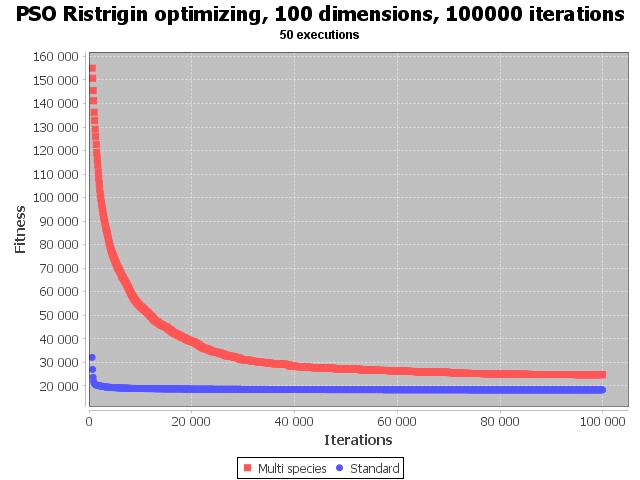 PSO Ristrigin optimizing, 100 dimensions, 100000 iterations
50 executions
160 000
150 000
140 000
130 000
120 000
110 000
100 000
90 000
80 000
70 000
60 000
50 000
40 000
30 000
20 000
Fitness
0 20 000 40 000 60 000 80 000 100 000
Iterations
Multi species Standard